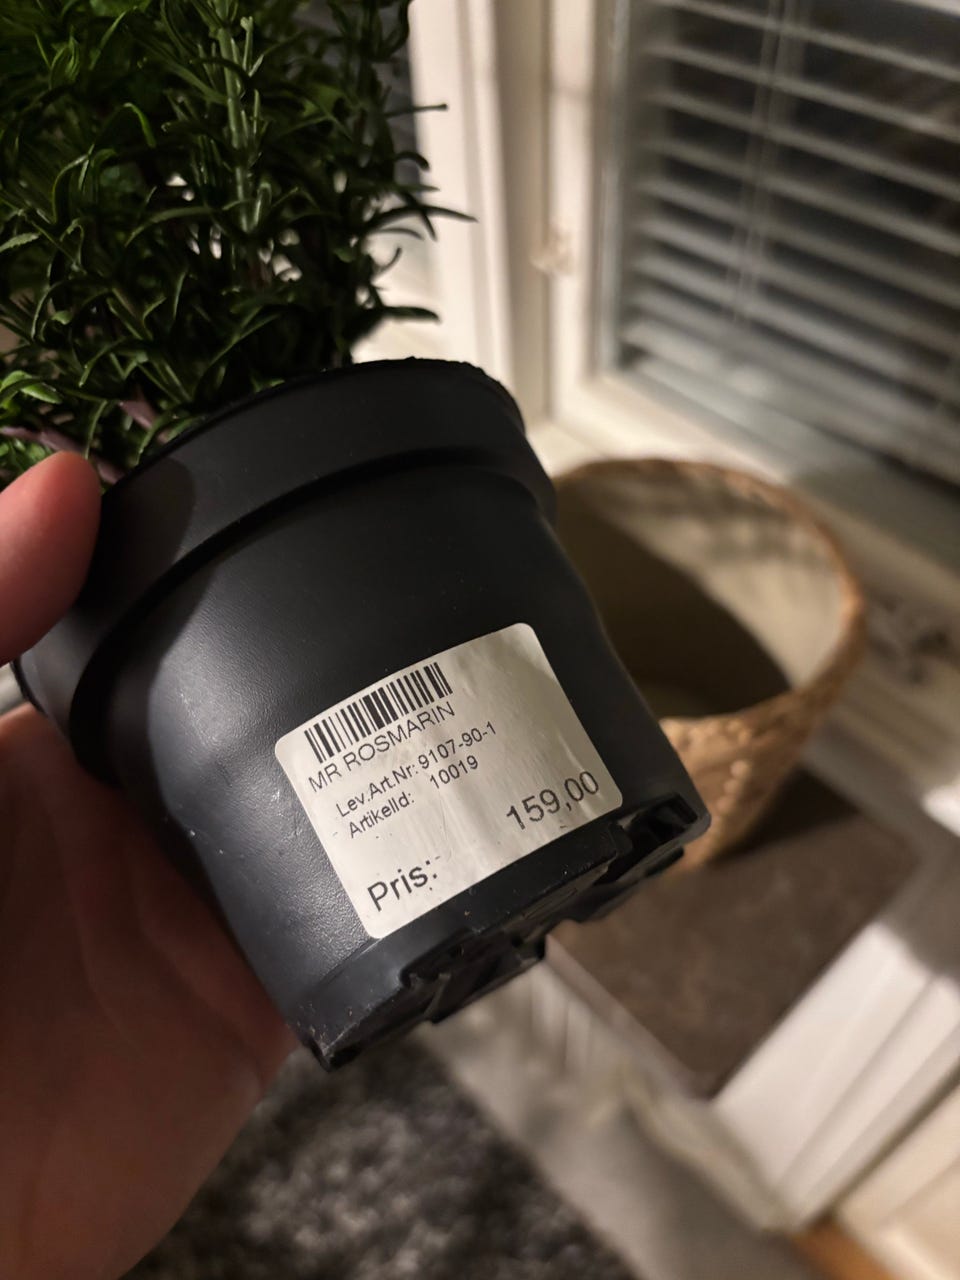 MR ROSMARIN
Lev.Art.Nr: 9107-90-1
ArtikelId: 10019
Pris: 159,00